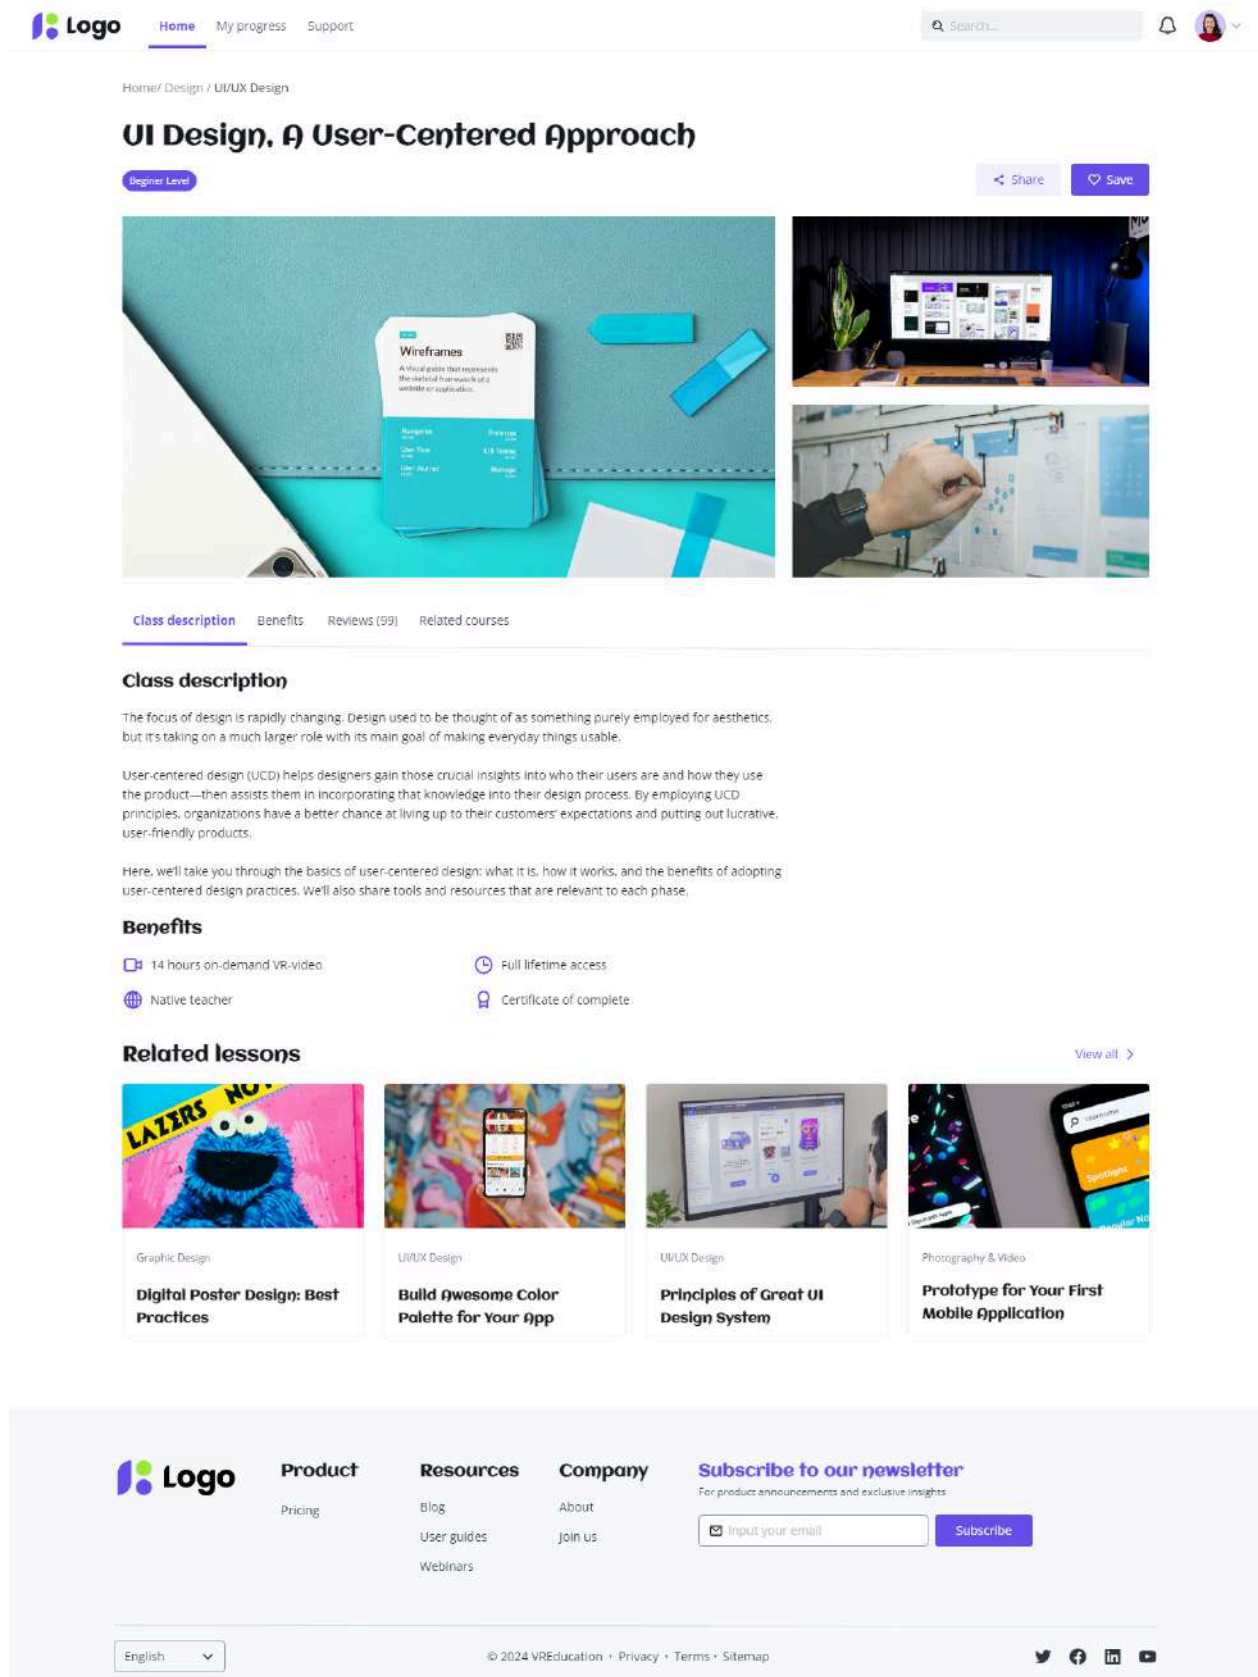 Logo
Home My progress Support
Search...
Home/ Design / UI/UX Design
UI Design, A User-Centered Approach
Beginer Level
Share
Save
Wireframes
A visual guide that represents
the skeletal framework of a
website or application.
Class description Benefits Reviews (99) Related courses
Class description
The focus of design is rapidly changing. Design used to be thought of as something purely employed for aesthetics,
but it's taking on a much larger role with its main goal of making everyday things usable.
User-centered design (UCD) helps designers gain those crucial insights into who their users are and how they use
the product—then assists them in incorporating that knowledge into their design process. By employing UCD
principles, organizations have a better chance at living up to their customers' expectations and putting out lucrative,
user-friendly products.
Here, we'll take you through the basics of user-centered design: what it is, how it works, and the benefits of adopting
user-centered design practices. We'll also share tools and resources that are relevant to each phase.
Benefits
14 hours on-demand VR-video
Full lifetime access
Native teacher
Certificate of complete
Related lessons
View all
LAZERS
Spotlight
Graphic Design
Digital Poster Design: Best
Practices
UI/UX Design
Build Awesome Color
Palette for Your App
UI/UX Design
Principles of Great UI
Design System
Photography & Video
Prototype for Your First
Mobile Application
Logo
Product
Pricing
Resources
Blog
User guides
Webinars
Company
About
Join us
Subscribe to our newsletter
For product announcements and exclusive insights
Input your email
Subscribe
English
© 2024 VREducation • Privacy • Terms • Sitemap